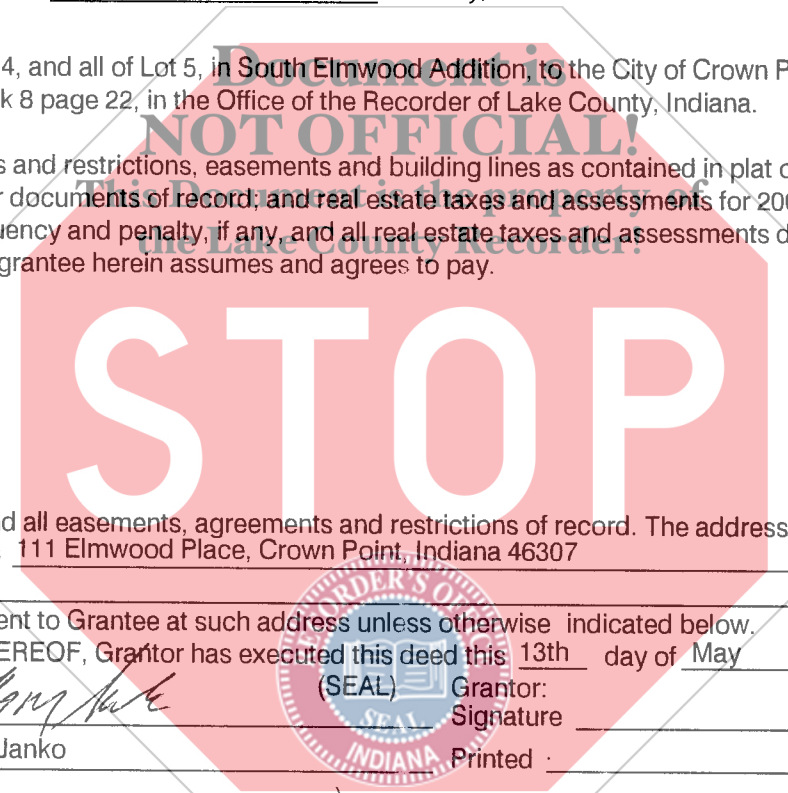 4, and all of Lot 5, in South Elmwood Addition, to the City of Crown P
k 8 page 22, in the Office of the Recorder of Lake County, Indiana.
Document is
NOT OFFICIAL!
This Document is the property of
the Lake County Recorder!
s and restrictions, easements and building lines as contained in plat o
r documents of record; and real estate taxes and assessments for 200
uency and penalty, if any, and all real estate taxes and assessments d
grantee herein assumes and agrees to pay.
STOP
d all easements, agreements and restrictions of record. The address
111 Elmwood Place, Crown Point, Indiana 46307
ent to Grantee at such address unless otherwise indicated below.
EREOF, Grantor has executed this deed this 13th day of May
(SEAL) Grantor:
Signature
Janko
Printed
RECORDER'S OFFIC
SEAL
INDIANA